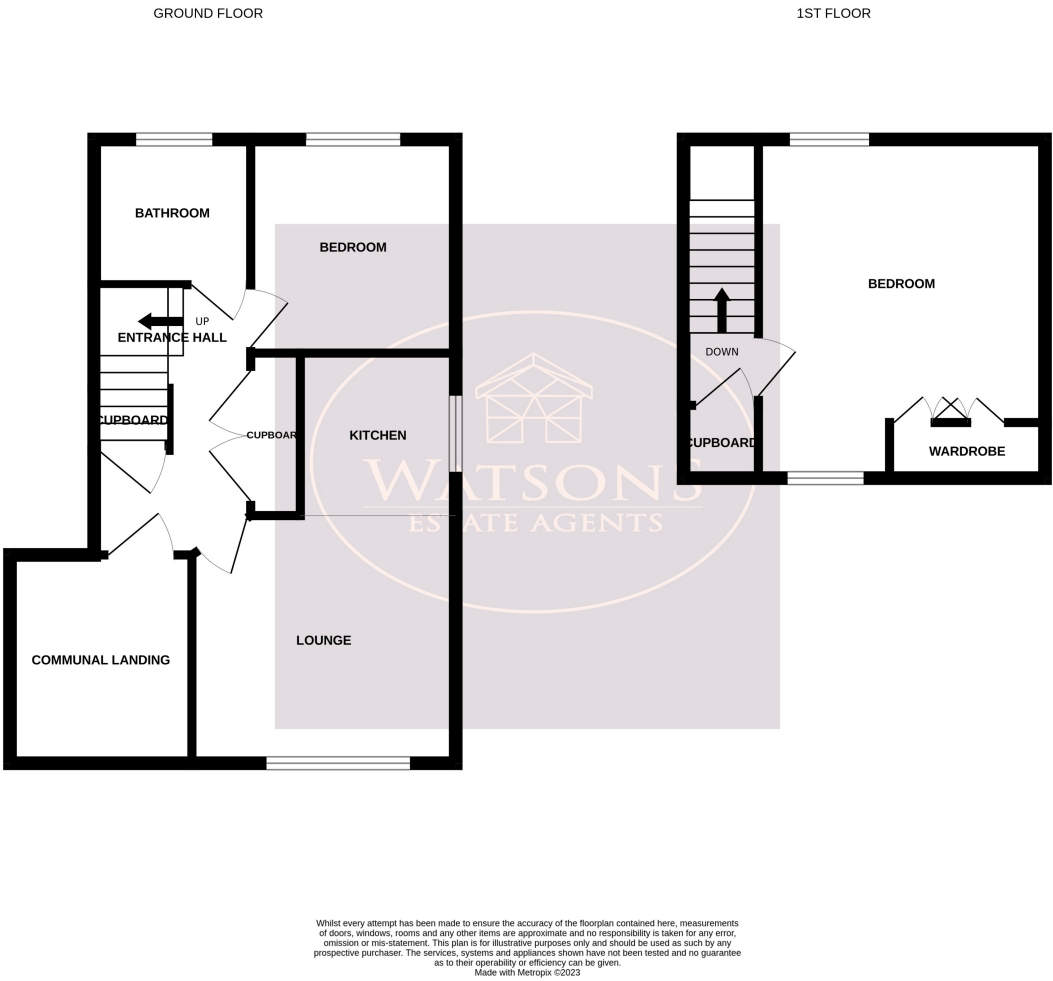 GROUND FLOOR
1ST FLOOR
BATHROOM
BEDROOM
UP
ENTRANCE HALL
CUPBOARD
CUPBOAR
KITCHEN
LOUNGE
COMMUNAL LANDING
BEDROOM
DOWN
CUPBOARD
WARDROBE
WATSONS
ESTATE AGENTS
Whilst every attempt has been made to ensure the accuracy of the floorplan contained here, measurements
of doors, windows, rooms and any other items are approximate and no responsibility is taken for any error,
omission or mis-statement. This plan is for illustrative purposes only and should be used as such by any
prospective purchaser. The services, systems and appliances shown have not been tested and no guarantee
as to their operability or efficiency can be given.
Made with Metropix ©2023